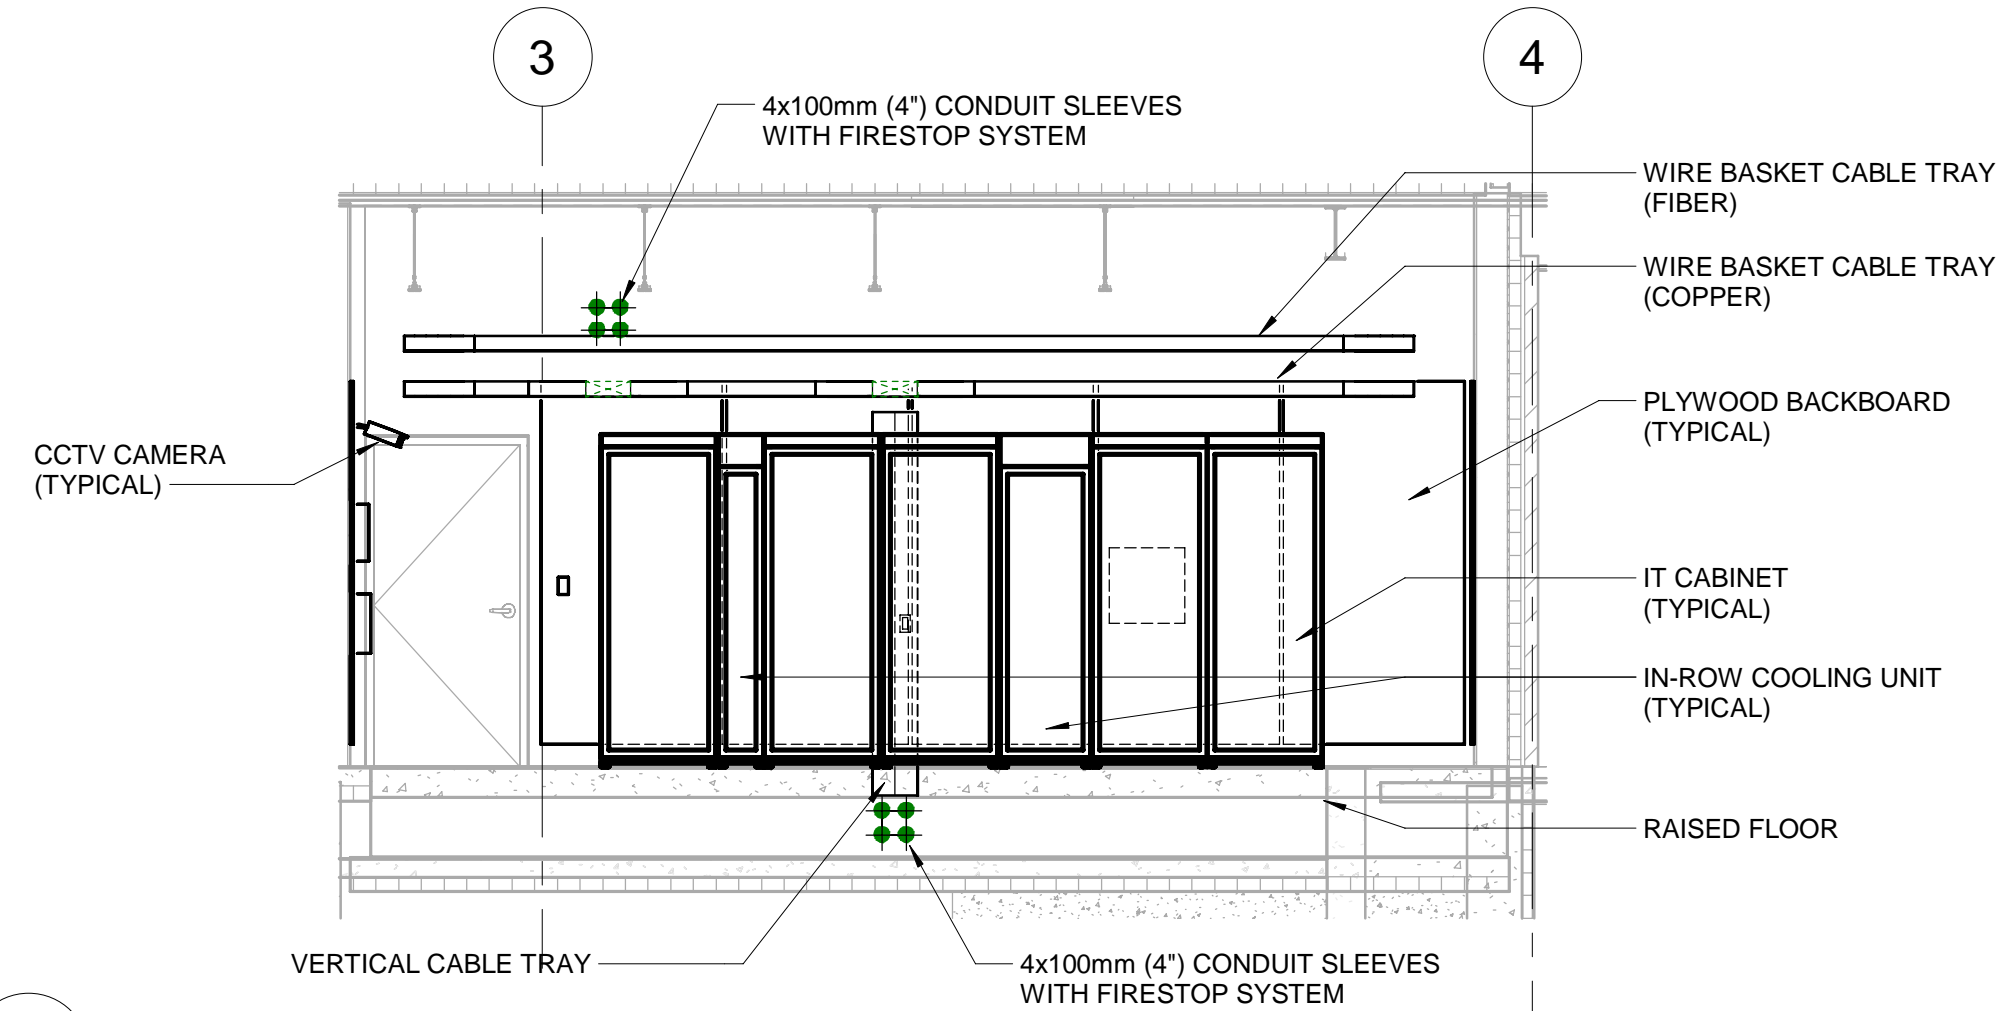 3
4
4x100mm (4") CONDUIT SLEEVES
WITH FIRESTOP SYSTEM
WIRE BASKET CABLE TRAY
(FIBER)
WIRE BASKET CABLE TRAY
(COPPER)
PLYWOOD BACKBOARD
(TYPICAL)
CCTV CAMERA
(TYPICAL)
IT CABINET
(TYPICAL)
IN-ROW COOLING UNIT
(TYPICAL)
RAISED FLOOR
VERTICAL CABLE TRAY
4x100mm (4") CONDUIT SLEEVES
WITH FIRESTOP SYSTEM